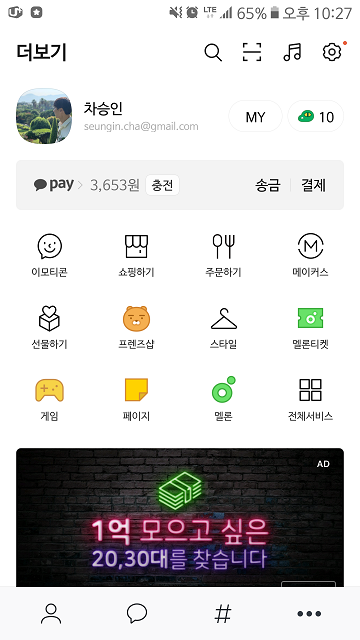 LTE 65% 오후 10:27
더보기
차승인
seungin.cha@gmail.com
MY
10
pay 3,653원 충전 송금 결제
이모티콘 쇼핑하기 주문하기 메이커스
선물하기 프렌즈샵 스타일 멜론티켓
게임 페이지 멜론 전체서비스
AD
1억 모으고 싶은
20,30대를 찾습니다